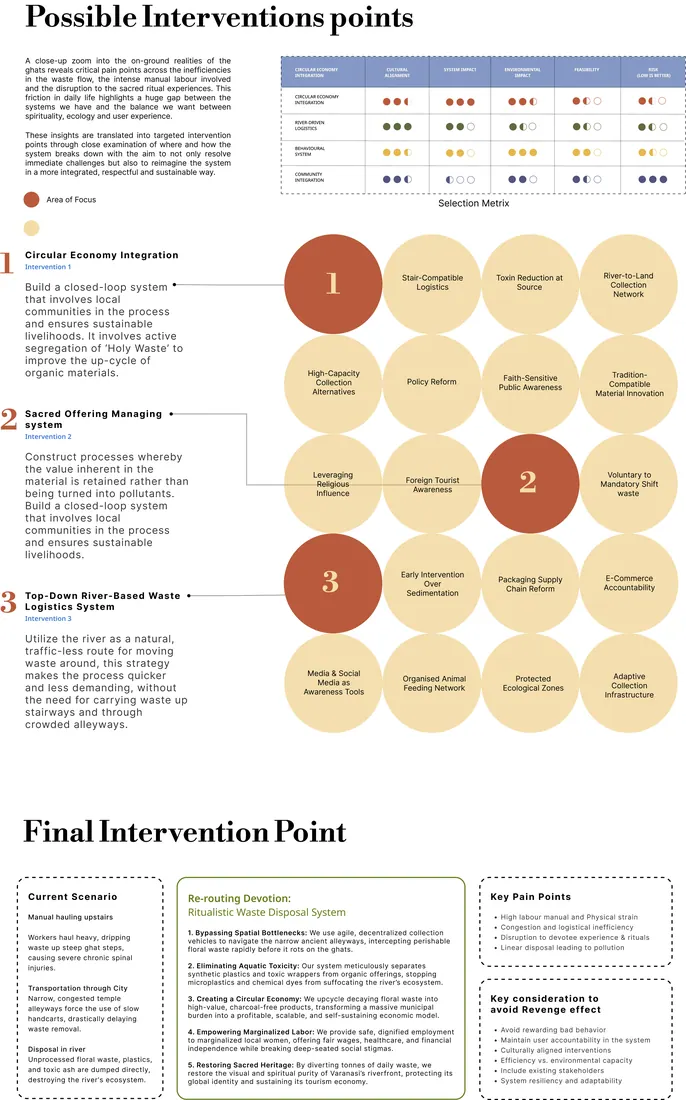 Possible Interventions points
A close-up zoom into the on-ground realities of the
ghats reveals critical pain points across the inefficiencies
in the waste flow, the intense manual labour involved
and the disruption to the sacred ritual experiences. This
friction in daily life highlights a huge gap between the
systems we have and the balance we want between
spirituality, ecology and user experience.
These insights are translated into targeted intervention
points through close examination of where and how the
system breaks down with the aim to not only resolve
immediate challenges but also to reimagine the system
in a more integrated, respectful and sustainable way.
Area of Focus
CIRCULAR ECONOMY
INTEGRATION
CULTURAL
ALIGNMENT
SYSTEM IMPACT
ENVIRONMENTAL
IMPACT
FEASIBILITY
RISK
(LOW IS BETTER)
CIRCULAR ECONOMY
INTEGRATION
RIVER-DRIVEN
LOGISTICS
BEHAVIOURAL
SYSTEM
COMMUNITY
INTEGRATION
Selection Metrix
1
Circular Economy Integration
Intervention 1
Build a closed-loop system
that involves local
communities in the process
and ensures sustainable
livelihoods. It involves active
segregation of ‘Holy Waste’ to
improve the up-cycle of
organic materials.
2
Sacred Offering Managing
system
Intervention 2
Construct processes whereby
the value inherent in the
material is retained rather than
being turned into pollutants.
Build a closed-loop system
that involves local
communities in the process
and ensures sustainable
livelihoods.
3
Top-Down River-Based Waste
Logistics System
Intervention 3
Utilize the river as a natural,
traffic-less route for moving
waste around, this strategy
makes the process quicker
and less demanding, without
the need for carrying waste up
stairways and through
crowded alleyways.
1
Stair-Compatible
Logistics
Toxin Reduction at
Source
River-to-Land
Collection
Network
High-Capacity
Collection
Alternatives
Policy Reform
Faith-Sensitive
Public Awareness
Tradition-
Compatible
Material Innovation
Leveraging
Religious
Influence
Foreign Tourist
Awareness
2
Voluntary to
Mandatory Shift
waste
3
Early Intervention
Over
Sedimentation
Packaging Supply
Chain Reform
E-Commerce
Accountability
Media & Social
Media as
Awareness Tools
Organised Animal
Feeding Network
Protected
Ecological Zones
Adaptive
Collection
Infrastructure
Final Intervention Point
Current Scenario
Manual hauling upstairs
Workers haul heavy, dripping
waste up steep ghat steps,
causing severe chronic spinal
injuries.
Transportation through City
Narrow, congested temple
alleyways force the use of slow
handcarts, drastically delaying
waste removal.
Disposal in river
Unprocessed floral waste, plastics,
and toxic ash are dumped directly,
destroying the river's ecosystem.
Re-routing Devotion:
Ritualistic Waste Disposal System
1. Bypassing Spatial Bottlenecks: We use agile, decentralized collection
vehicles to navigate the narrow ancient alleyways, intercepting perishable
floral waste rapidly before it rots on the ghats.
2. Eliminating Aquatic Toxicity: Our system meticulously separates
synthetic plastics and toxic wrappers from organic offerings, stopping
microplastics and chemical dyes from suffocating the river's ecosystem.
3. Creating a Circular Economy: We upcycle decaying floral waste into
high-value, charcoal-free products, transforming a massive municipal
burden into a profitable, scalable, and self-sustaining economic model.
4. Empowering Marginalized Labor: We provide safe, dignified employment
to marginalized local women, offering fair wages, healthcare, and financial
independence while breaking deep-seated social stigmas.
5. Restoring Sacred Heritage: By diverting tonnes of daily waste, we
restore the visual and spiritual purity of Varanasi's riverfront, protecting its
global identity and sustaining its tourism economy.
Key Pain Points
• High labour manual and Physical strain
• Congestion and logistical inefficiency
• Disruption to devotee experience & rituals
• Linear disposal leading to pollution
Key consideration to
avoid Revenge effect
• Avoid rewarding bad behavior
• Maintain user accountability in the system
• Culturally aligned interventions
• Efficiency vs. environmental capacity
• Include existing stakeholders
• System resiliency and adaptability